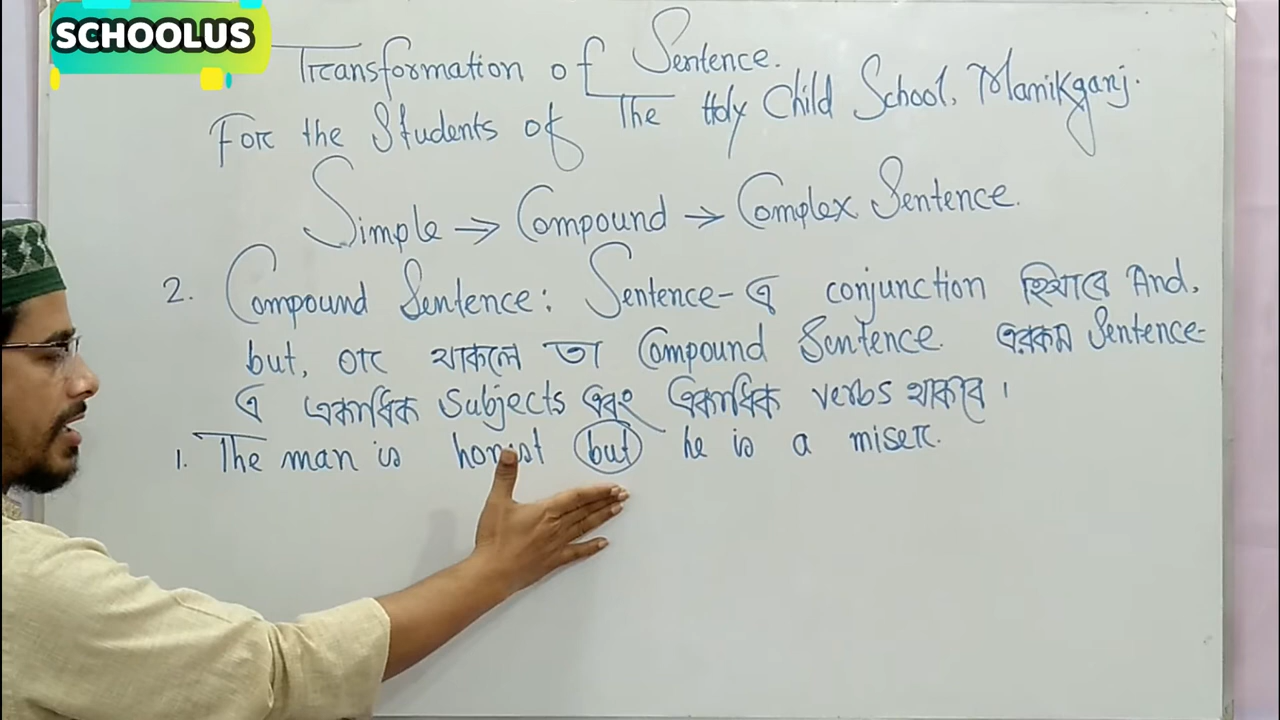 SCHOOLUS
Transformation of Sentence.
For the Students of The Holy Child School, Manikganj.
Simple → Compound → Complex Sentence.
2. Compound Sentence: Sentence-এ conjunction হিসাবে And,
but, or থাকলে তা Compound Sentence. এরকম Sentence-
এ একাধিক subjects এবং একাধিক verbs থাকবে।
1. The man is honest but he is a miser.